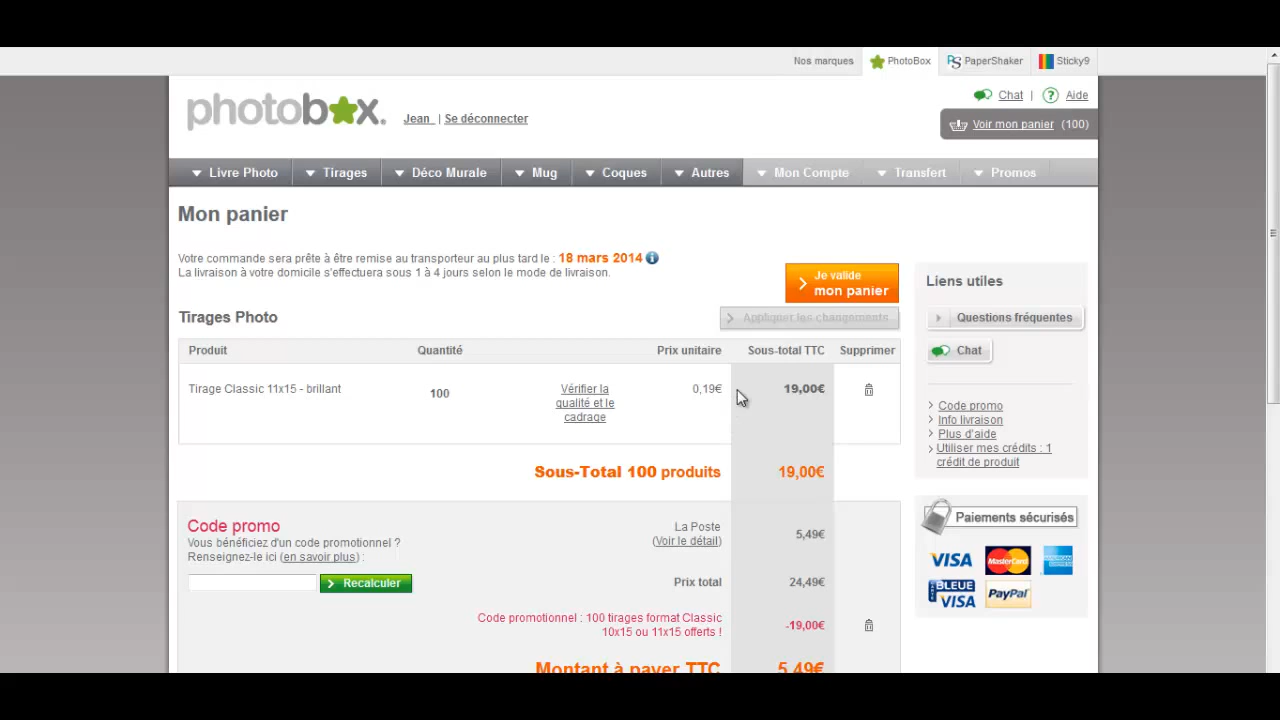 Nos marques PhotoBox PaperShaker Sticky9
photobox. Jean | Se déconnecter
Chat | Aide
Voir mon panier (100)
Livre Photo Tirages Déco Murale Mug Coques Autres Mon Compte Transfert Promos
Mon panier
Votre commande sera prête à être remise au transporteur au plus tard le : 18 mars 2014
La livraison à votre domicile s'effectuera sous 1 à 4 jours selon le mode de livraison.
Je valide
mon panier
Tirages Photo
Appliquer les changements
Produit Quantité Prix unitaire Sous-total TTC Supprimer
Tirage Classic 11x15 - brillant 100 Vérifier la 0,19€ 19,00€
qualité et le
cadrage
Sous-Total 100 produits 19,00€
Code promo
Vous bénéficiez d'un code promotionnel ?
Renseignez-le ici (en savoir plus) :
Recalculer
La Poste 5,49€
(Voir le détail)
Prix total 24,49€
Code promotionnel : 100 tirages format Classic -19,00€
10x15 ou 11x15 offerts !
Montant à payer TTC 5,49€
Liens utiles
Questions fréquentes
Chat
Code promo
Info livraison
Plus d'aide
Utiliser mes crédits : 1
crédit de produit
Paiements sécurisés
VISA MasterCard
BLEUE
VISA PayPal